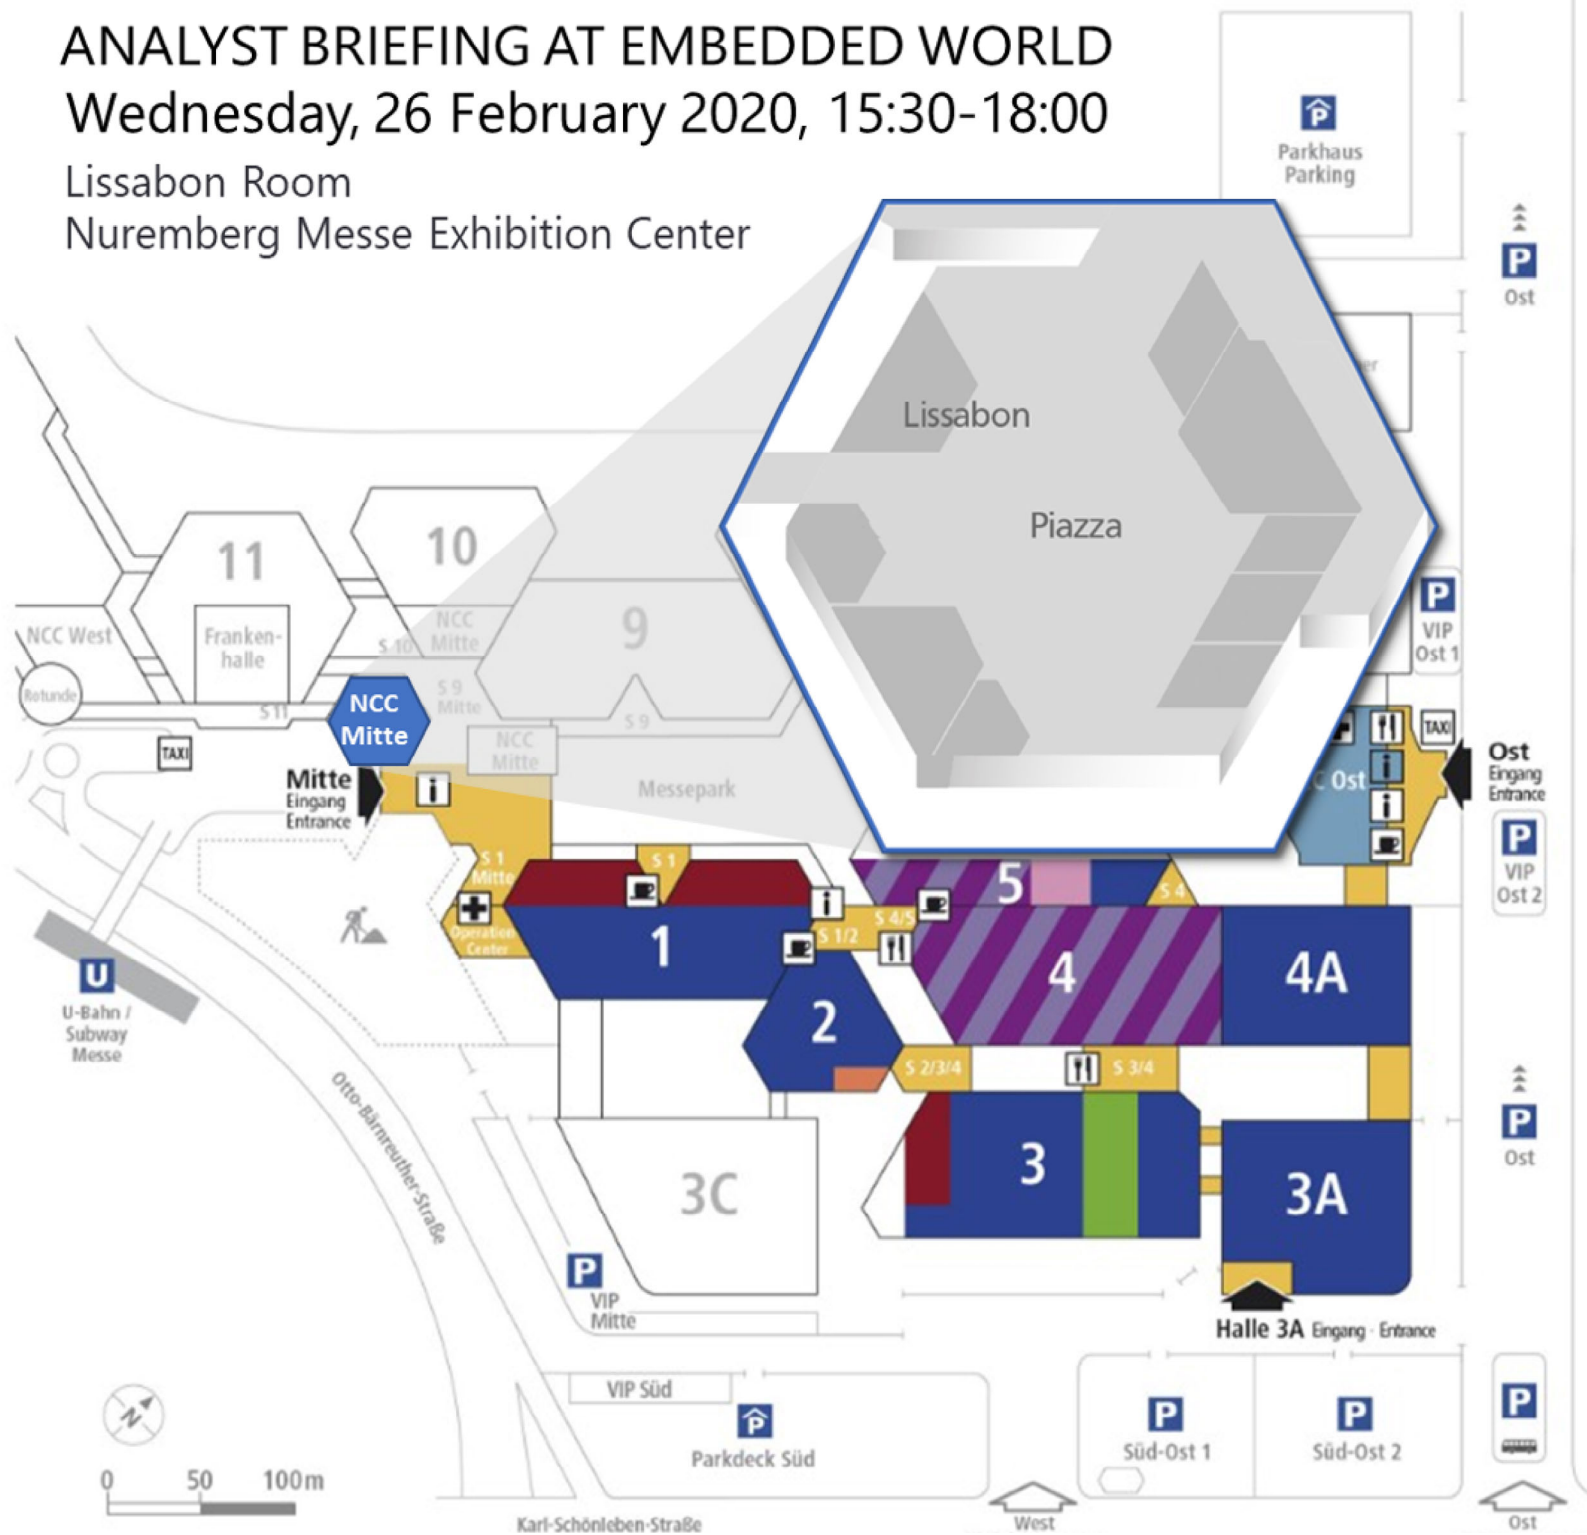 ANALYST BRIEFING AT EMBEDDED WORLD
Wednesday, 26 February 2020, 15:30-18:00
Lissabon Room
Nuremberg Messe Exhibition Center
P
Parkhaus
Parking
P
Ost
Lissabon
Piazza
er
11
10
9
NCC West
Franken-
halle
NCC
Mitte
S 10
Rotunde
S 11
S 9
Mitte
S 9
NCC
Mitte
NCC
Mitte
TAXI
Mitte
Eingang
Entrance
i
Messepark
P
VIP
Ost 1
TAXI
C Ost
i
i
Ost
Eingang
Entrance
P
VIP
Ost 2
S 1
Mitte
S 1
Operation
Center
1
i
S 1/2
S 4/5
5
S 4
4
4A
2
U
U-Bahn /
Subway
Messe
S 2/3/4
S 3/4
Otto-Bärnreuther-Straße
3C
3
3A
P
Ost
P
VIP
Mitte
Halle 3A Eingang · Entrance
VIP Süd
P
Parkdeck Süd
P
Süd-Ost 1
P
Süd-Ost 2
P
N
0 50 100 m
Karl-Schönleben-Straße
West
Ost